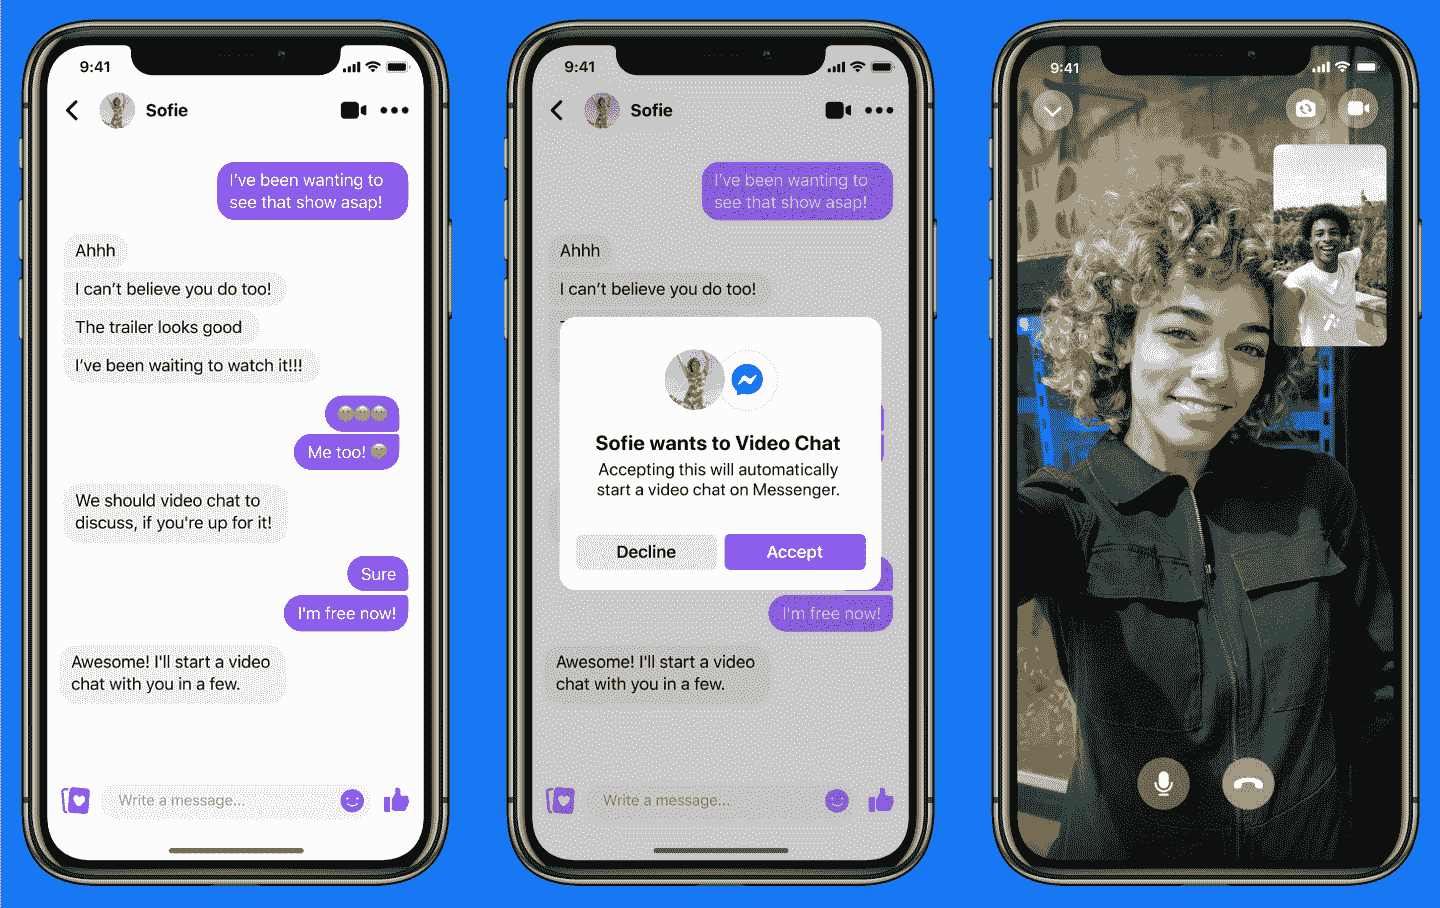 9:41
Sofie
I've been wanting to
see that show asap!
Ahhh
I can't believe you do too!
The trailer looks good
I've been waiting to watch it!!!
Me too!
We should video chat to
discuss, if you're up for it!
Sure
I'm free now!
Awesome! I'll start a video
chat with you in a few.
Write a message...
9:41
Sofie
I've been wanting to
see that show asap!
Ahhh
I can't believe you do too!
Sofie wants to Video Chat
Accepting this will automatically
start a video chat on Messenger.
Decline
Accept
I'm free now!
Awesome! I'll start a video
chat with you in a few.
Write a message...
9:41